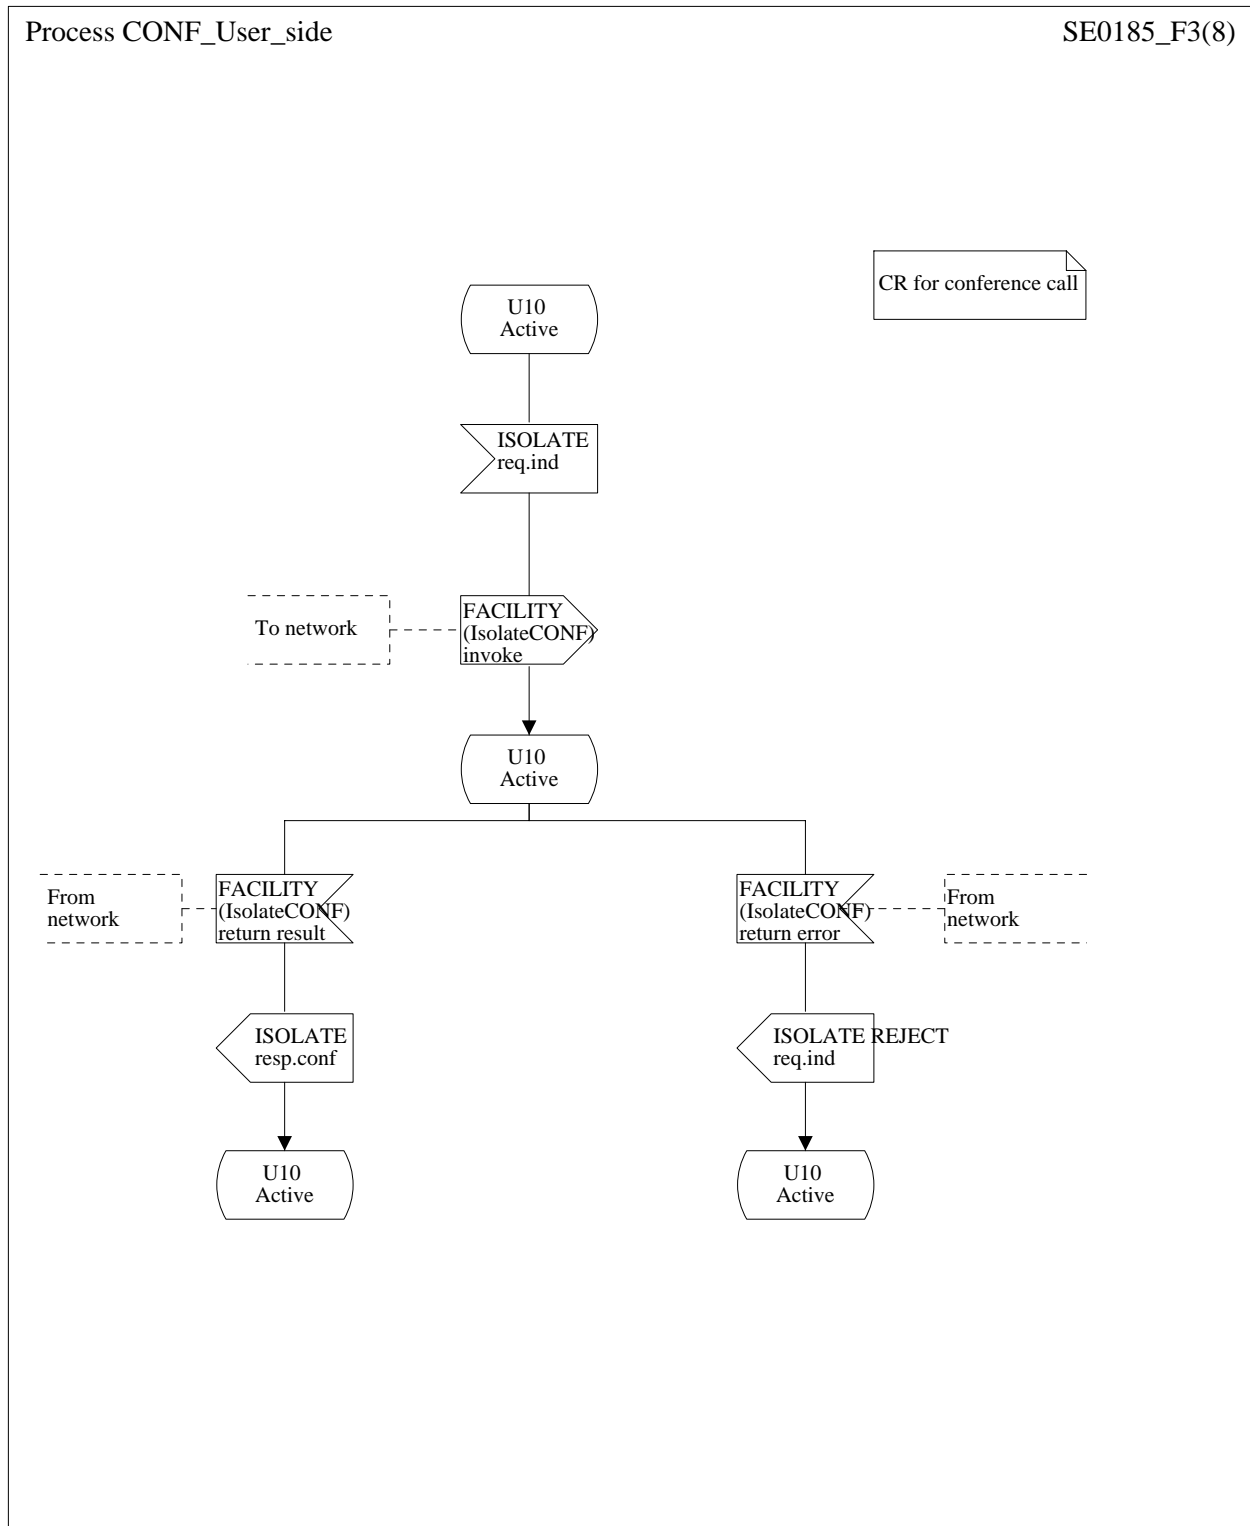 Process CONF_User_side
SE0185_F3(8)
CR for conference call
U10
Active
ISOLATE
req.ind
To network
FACILITY
(IsolateCONF)
invoke
U10
Active
From
network
FACILITY
(IsolateCONF)
return result
FACILITY
(IsolateCONF)
return error
From
network
ISOLATE
resp.conf
ISOLATE REJECT
req.ind
U10
Active
U10
Active